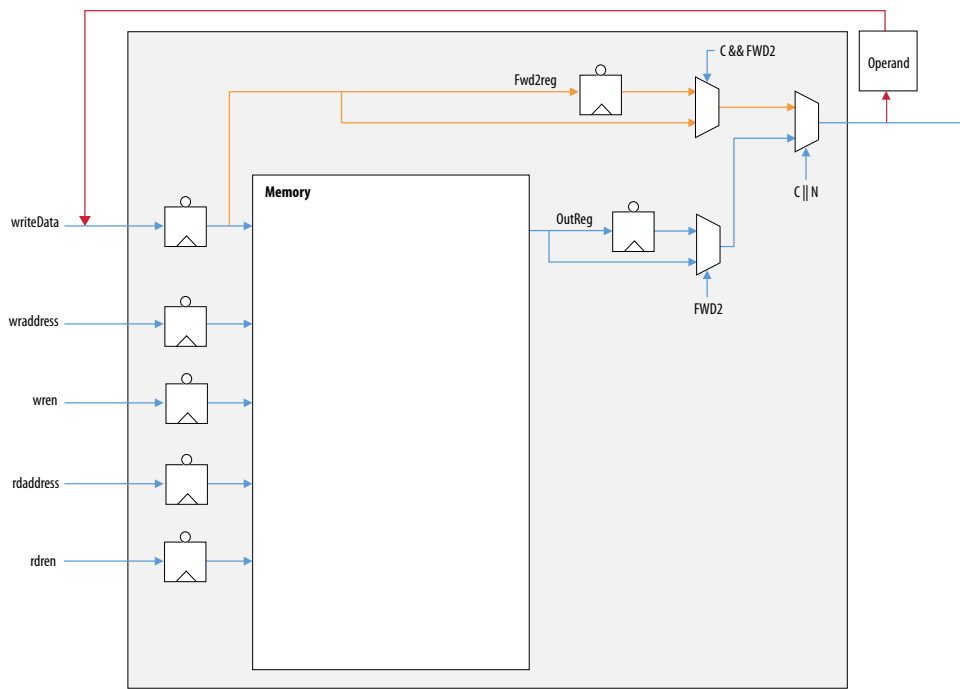 C && FWD2
Operand
Fwd2reg
Memory
C || N
writeData
OutReg
FWD2
wraddress
wren
rdaddress
rdren